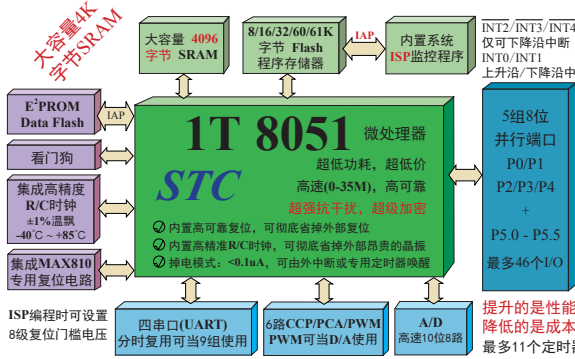 大容量4K
字节SRAM
大容量 4096
字节 SRAM
8/16/32/60/61K
字节 Flash
程序存储器
IAP
内置系统
ISP监控程序
INT2/INT3/INT4
仅可下降沿中断
INT0/INT1
上升沿/下降沿中
E²PROM
Data Flash
IAP
看门狗
集成高精度
R/C时钟
±1%温飘
-40℃ ~ +85℃
集成MAX810
专用复位电路
1T 8051 微处理器
STC
超低功耗，超低价
高速(0-35M)，高可靠
超强抗干扰，超级加密
内置高可靠复位，可彻底省掉外部复位
内置高精准R/C时钟，可彻底省掉外部昂贵的晶振
掉电模式：<0.1uA，可由外中断或专用定时器唤醒
5组8位
并行端口
P0/P1
P2/P3/P4
+
P5.0 - P5.5
最多46个I/O
ISP编程时可设置
8级复位门槛电压
四串口(UART)
分时复用可当9组使用
6路CCP/PCA/PWM
PWM可当D/A使用
A/D
高速10位8路
提升的是性能
降低的是成本
最多11个定时